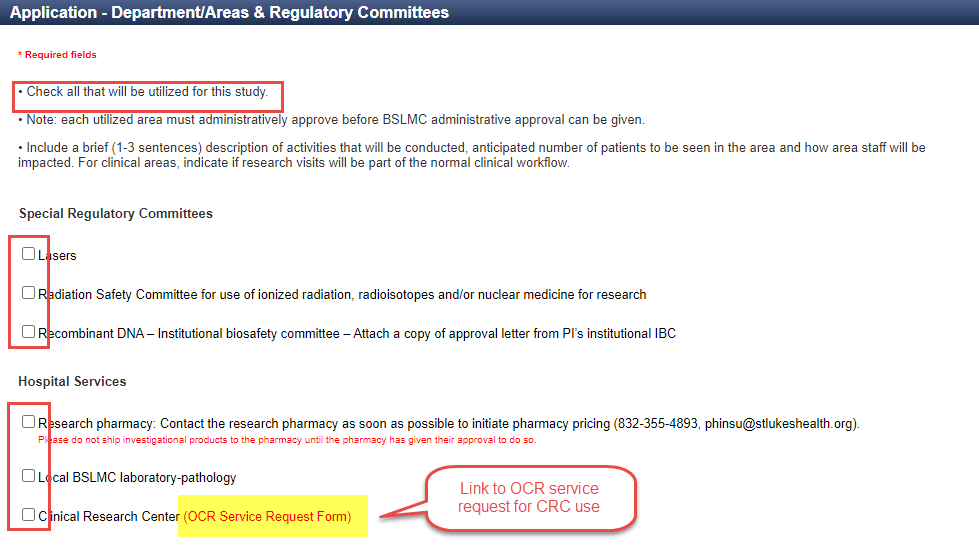 Application - Department/Areas & Regulatory Committees
* Required fields
• Check all that will be utilized for this study.
• Note: each utilized area must administratively approve before BSLMC administrative approval can be given.
• Include a brief (1-3 sentences) description of activities that will be conducted, anticipated number of patients to be seen in the area and how area staff will be
impacted. For clinical areas, indicate if research visits will be part of the normal clinical workflow.
Special Regulatory Committees
Lasers
Radiation Safety Committee for use of ionized radiation, radioisotopes and/or nuclear medicine for research
Recombinant DNA – Institutional biosafety committee – Attach a copy of approval letter from PI's institutional IBC
Hospital Services
Research pharmacy: Contact the research pharmacy as soon as possible to initiate pharmacy pricing (832-355-4893, phinsu@stlukeshealth.org).
Please do not ship investigational products to the pharmacy until the pharmacy has given their approval to do so.
Local BSLMC laboratory-pathology
Clinical Research Center (OCR Service Request Form)
Link to OCR service
request for CRC use